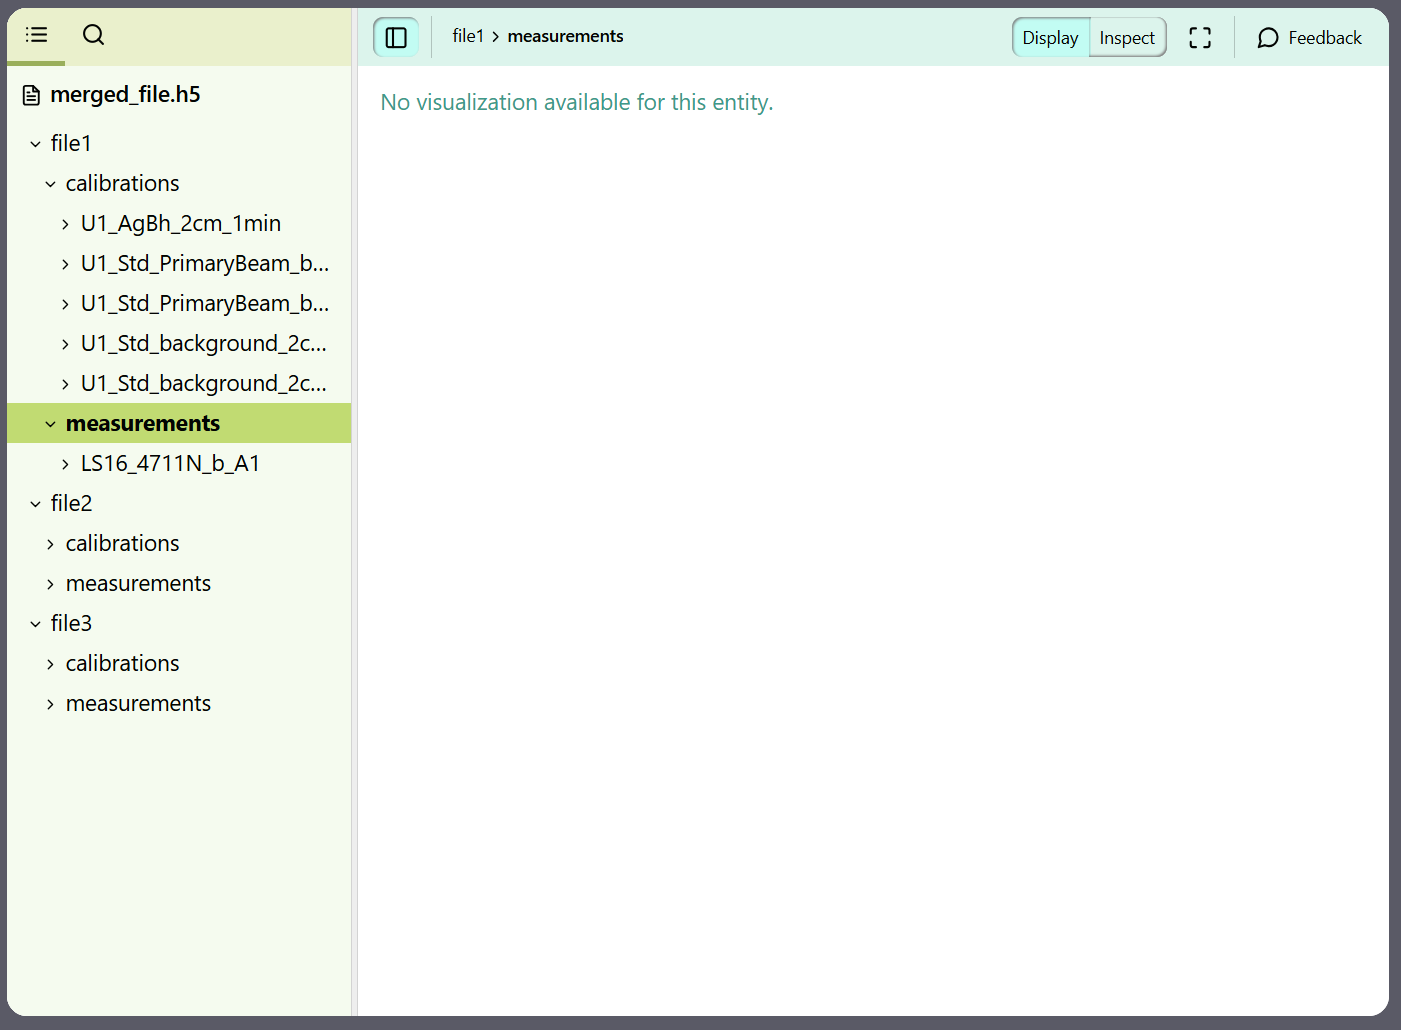 merged_file.h5
file1
calibrations
U1_AgBh_2cm_1min
U1_Std_PrimaryBeam_b...
U1_Std_PrimaryBeam_b...
U1_Std_background_2c...
U1_Std_background_2c...
measurements
LS16_4711N_b_A1
file2
calibrations
measurements
file3
calibrations
measurements
file1 > measurements
Display Inspect Feedback
No visualization available for this entity.